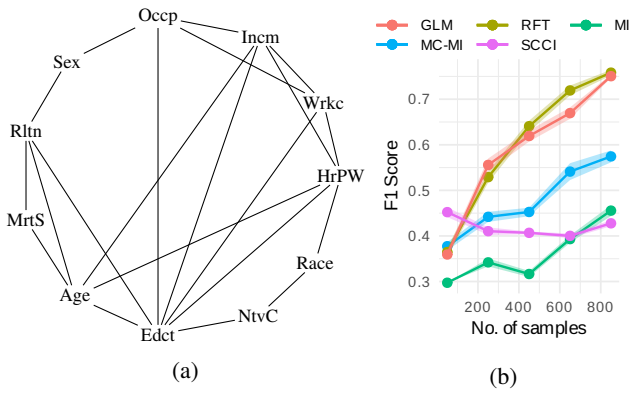 Occp
Incm
Sex
Wrkc
Rltn
HrPW
MrtS
Race
Age
NtvC
Edct
(a)
GLM RFT MI
MC-MI SCCI
F1 Score
0.7
0.6
0.5
0.4
0.3
200 400 600 800
No. of samples
(b)